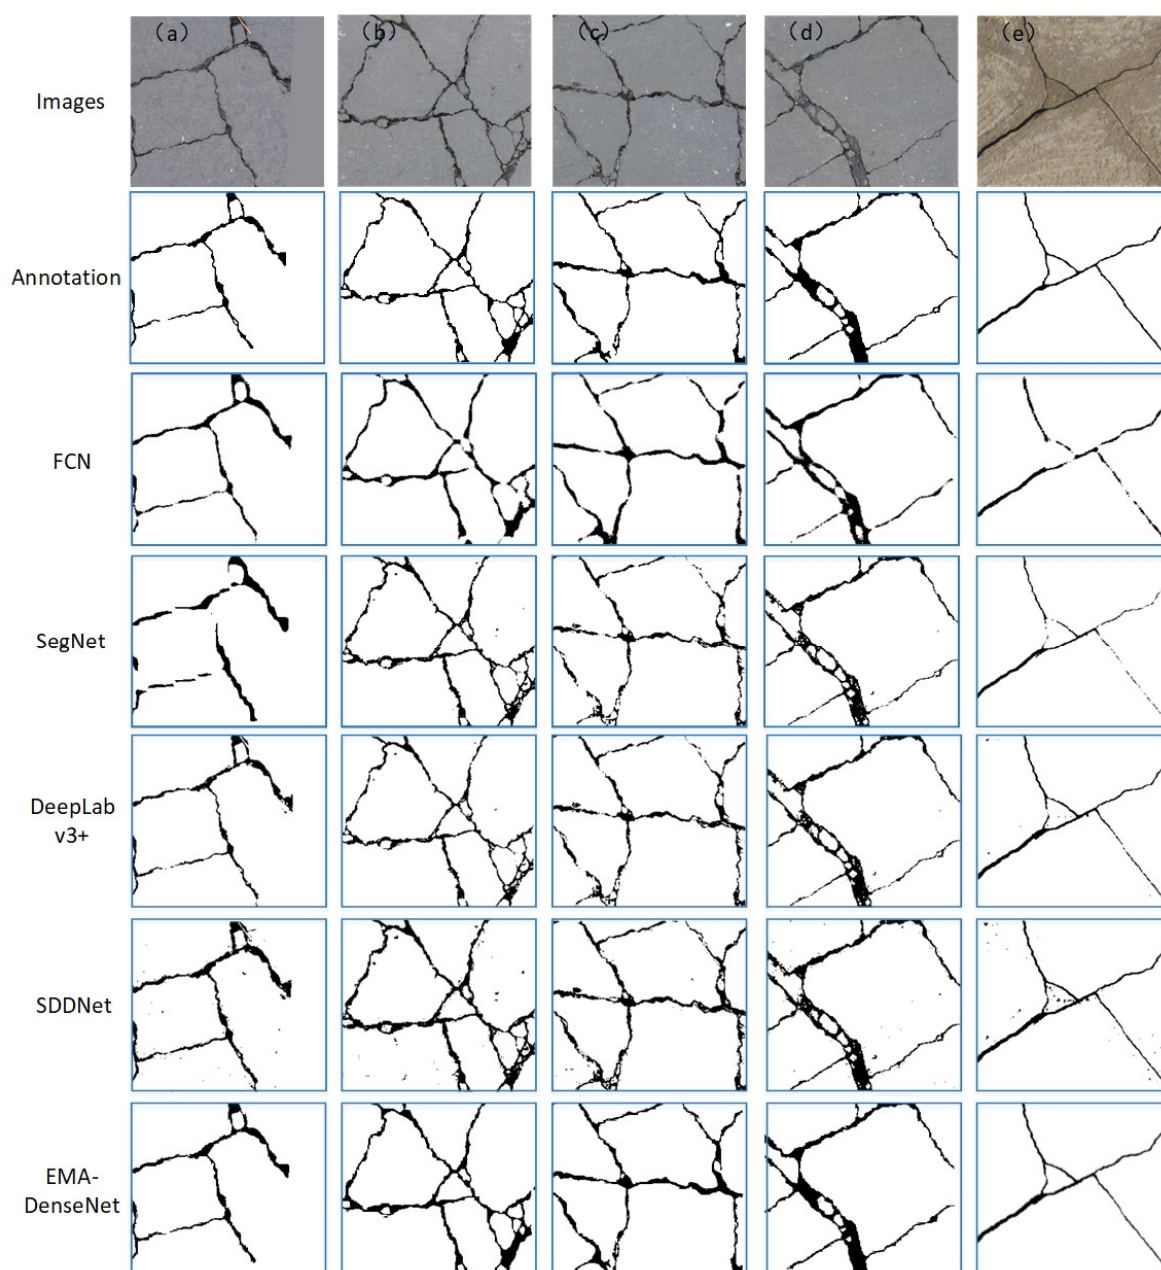 （a）
（b）
（c）
（d）
（e）
Images
Annotation
FCN
SegNet
DeepLab
v3+
SDDNet
EMA-
DenseNet